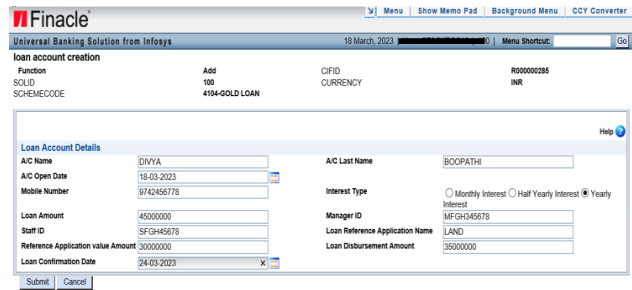 Finacle
Menu | Show Memo Pad | Background Menu | CCY Converter
Universal Banking Solution from Infosys
18 March, 2023 | Menu Shortcut: Go
loan account creation
Function Add CIFID R000000285
SOLID 100 CURRENCY INR
SCHEMECODE 4104-GOLD LOAN
Help ?
Loan Account Details
A/C Name DIVYA A/C Last Name BOOPATHI
A/C Open Date 18-03-2023
Mobile Number 9742456778 Interest Type Monthly Interest Half Yearly Interest Yearly
Interest
Loan Amount 45000000 Manager ID MFGH345678
Staff ID SFGH45678 Loan Reference Application Name LAND
Reference Application value Amount 30000000 Loan Disbursement Amount 35000000
Loan Confirmation Date 24-03-2023 x
Submit Cancel